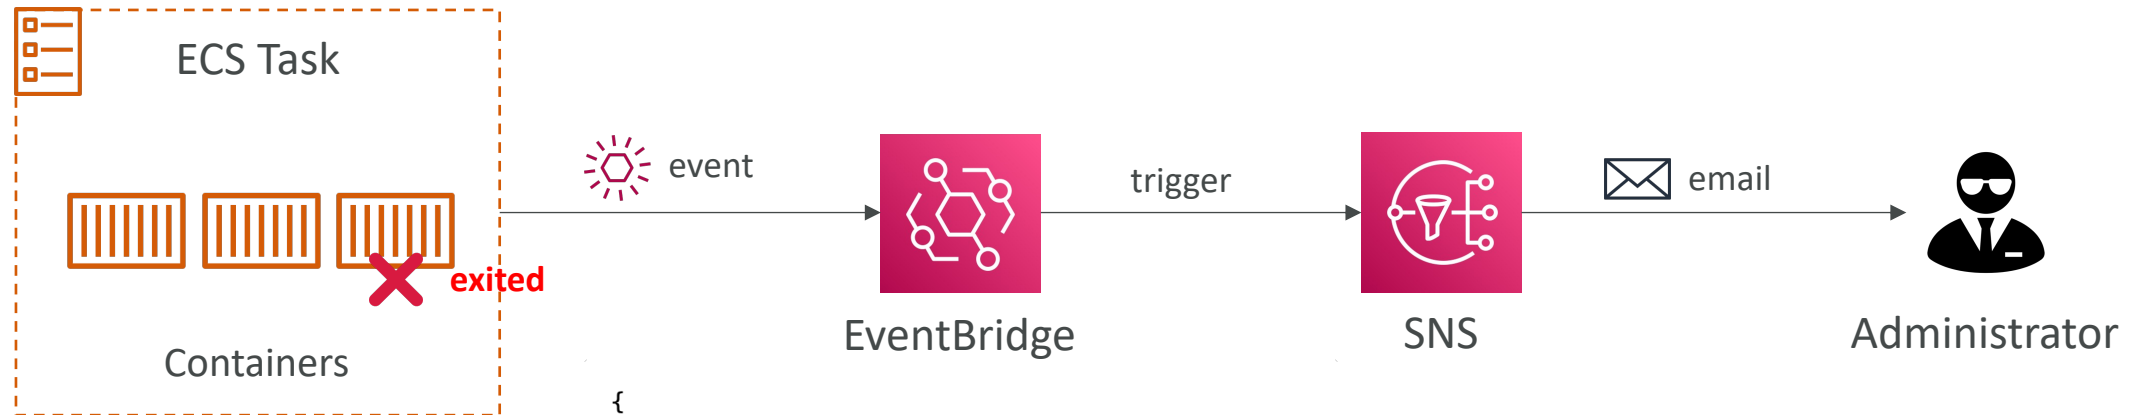 ECS Task
event
trigger
email
exited
EventBridge
SNS
Administrator
Containers
{